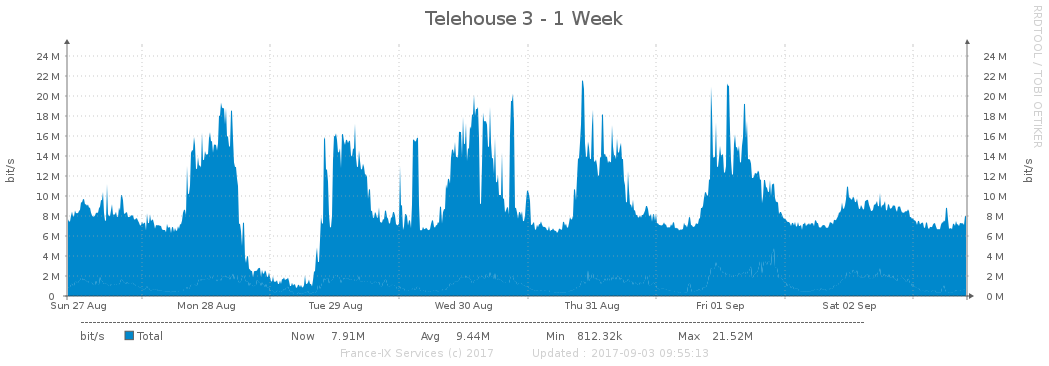 Telehouse 3 - 1 Week
RRDTOOL / TOBI OETIKER
24 M 24 M
22 M 22 M
20 M 20 M
18 M 18 M
16 M 16 M
14 M 14 M
12 M 12 M
10 M 10 M
8 M 8 M
6 M 6 M
4 M 4 M
2 M 2 M
0 0 M
bit/s
bit/s
Sun 27 Aug Mon 28 Aug Tue 29 Aug Wed 30 Aug Thu 31 Aug Fri 01 Sep Sat 02 Sep
bit/s Total Now 7.91M Avg 9.44M Min 812.32k Max 21.52M
France-IX Services (c) 2017 Updated : 2017-09-03 09:55:13